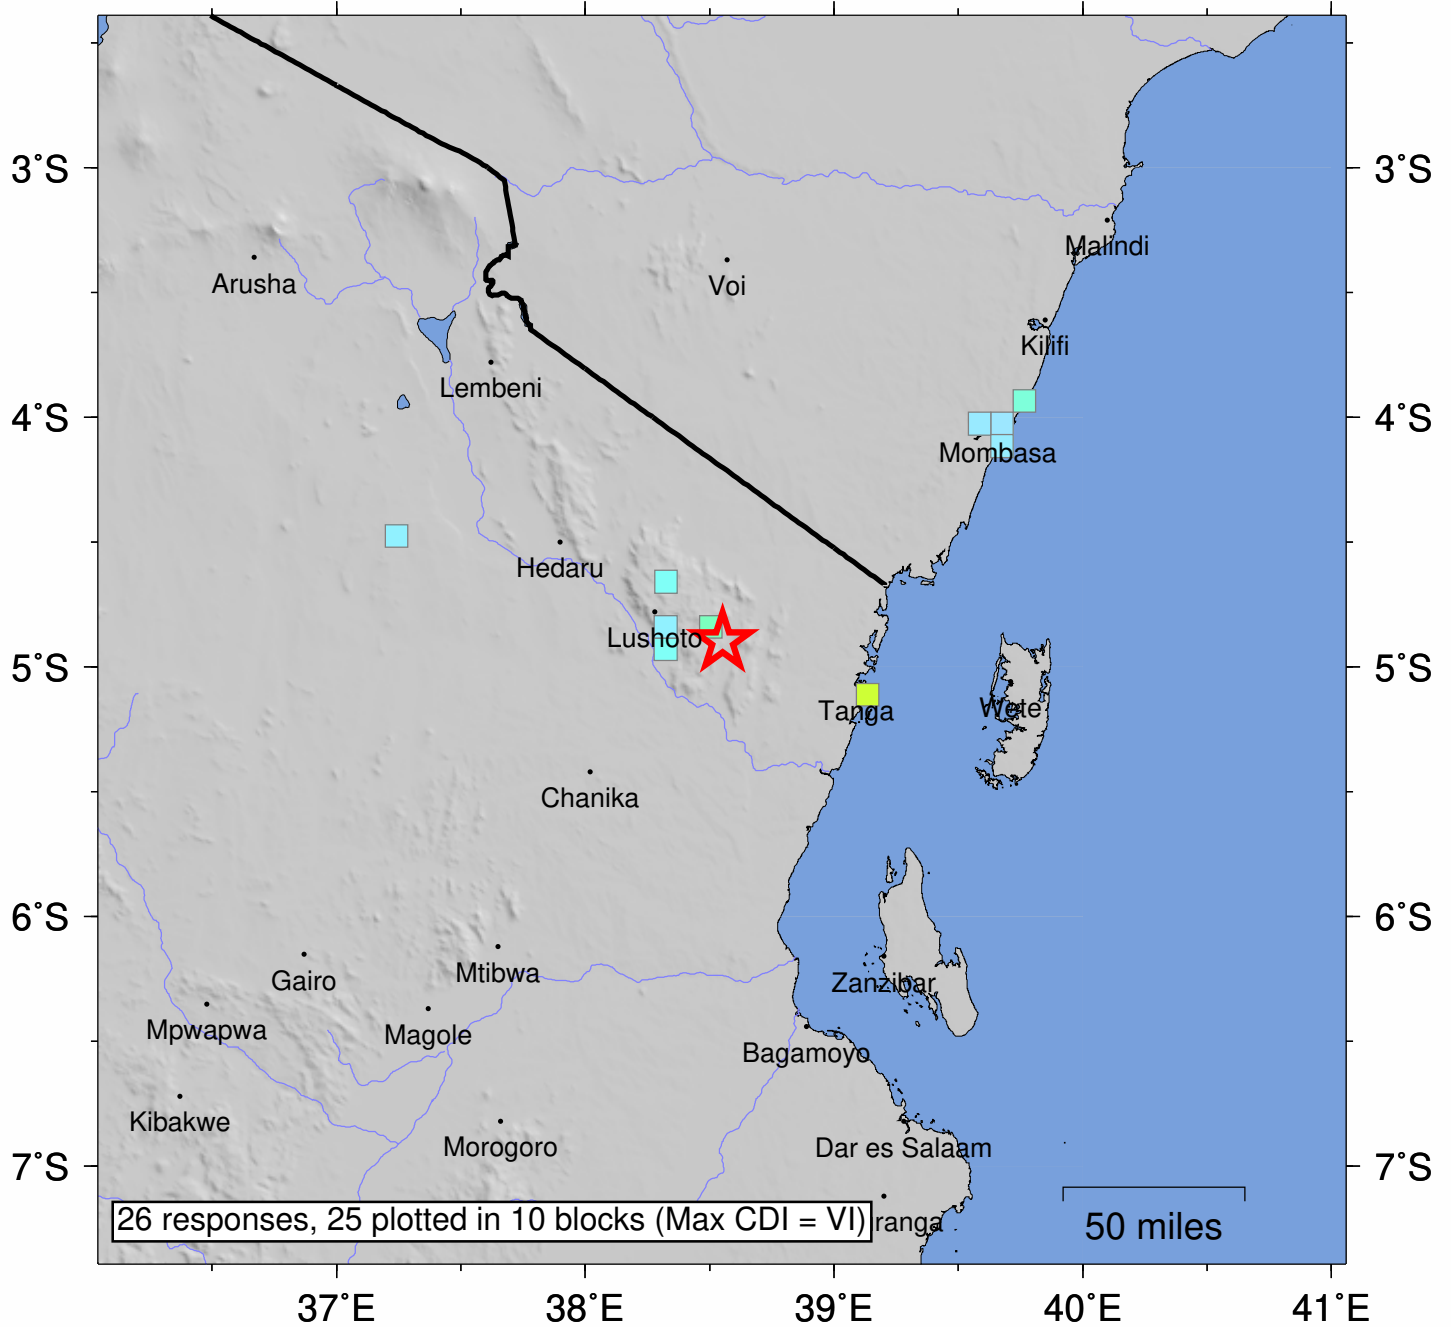 3°S
3°S
Malindi
Arusha
Voi
Kilifi
Lembeni
4°S
4°S
Mombasa
Hedaru
Lushoto
5°S
5°S
Tanga
Wete
Chanika
6°S
6°S
Gairo
Mtibwa
Zanzibar
Mpwapwa
Magole
Bagamoyo
Kibakwe
Morogoro
Dar es Salaam
7°S
7°S
26 responses, 25 plotted in 10 blocks (Max CDI = VI)
ranga
50 miles
37°E
38°E
39°E
40°E
41°E